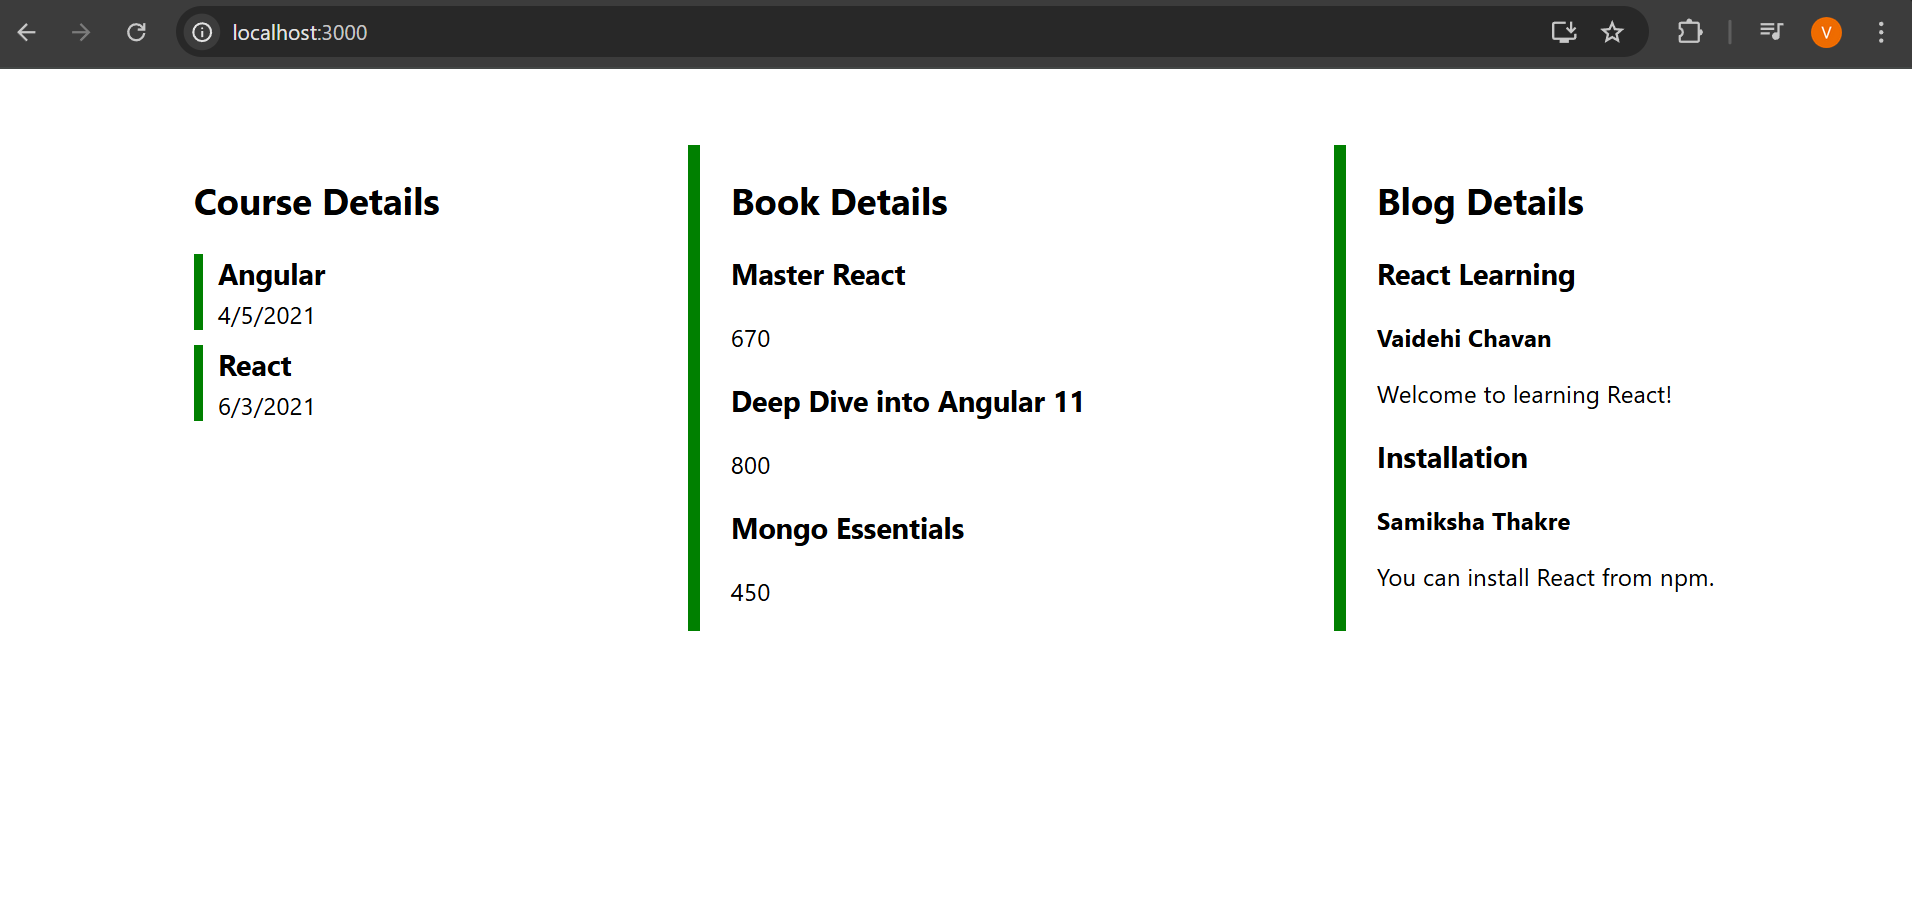 localhost:3000
V
Course Details
Angular
4/5/2021
React
6/3/2021
Book Details
Master React
670
Deep Dive into Angular 11
800
Mongo Essentials
450
Blog Details
React Learning
Vaidehi Chavan
Welcome to learning React!
Installation
Samiksha Thakre
You can install React from npm.